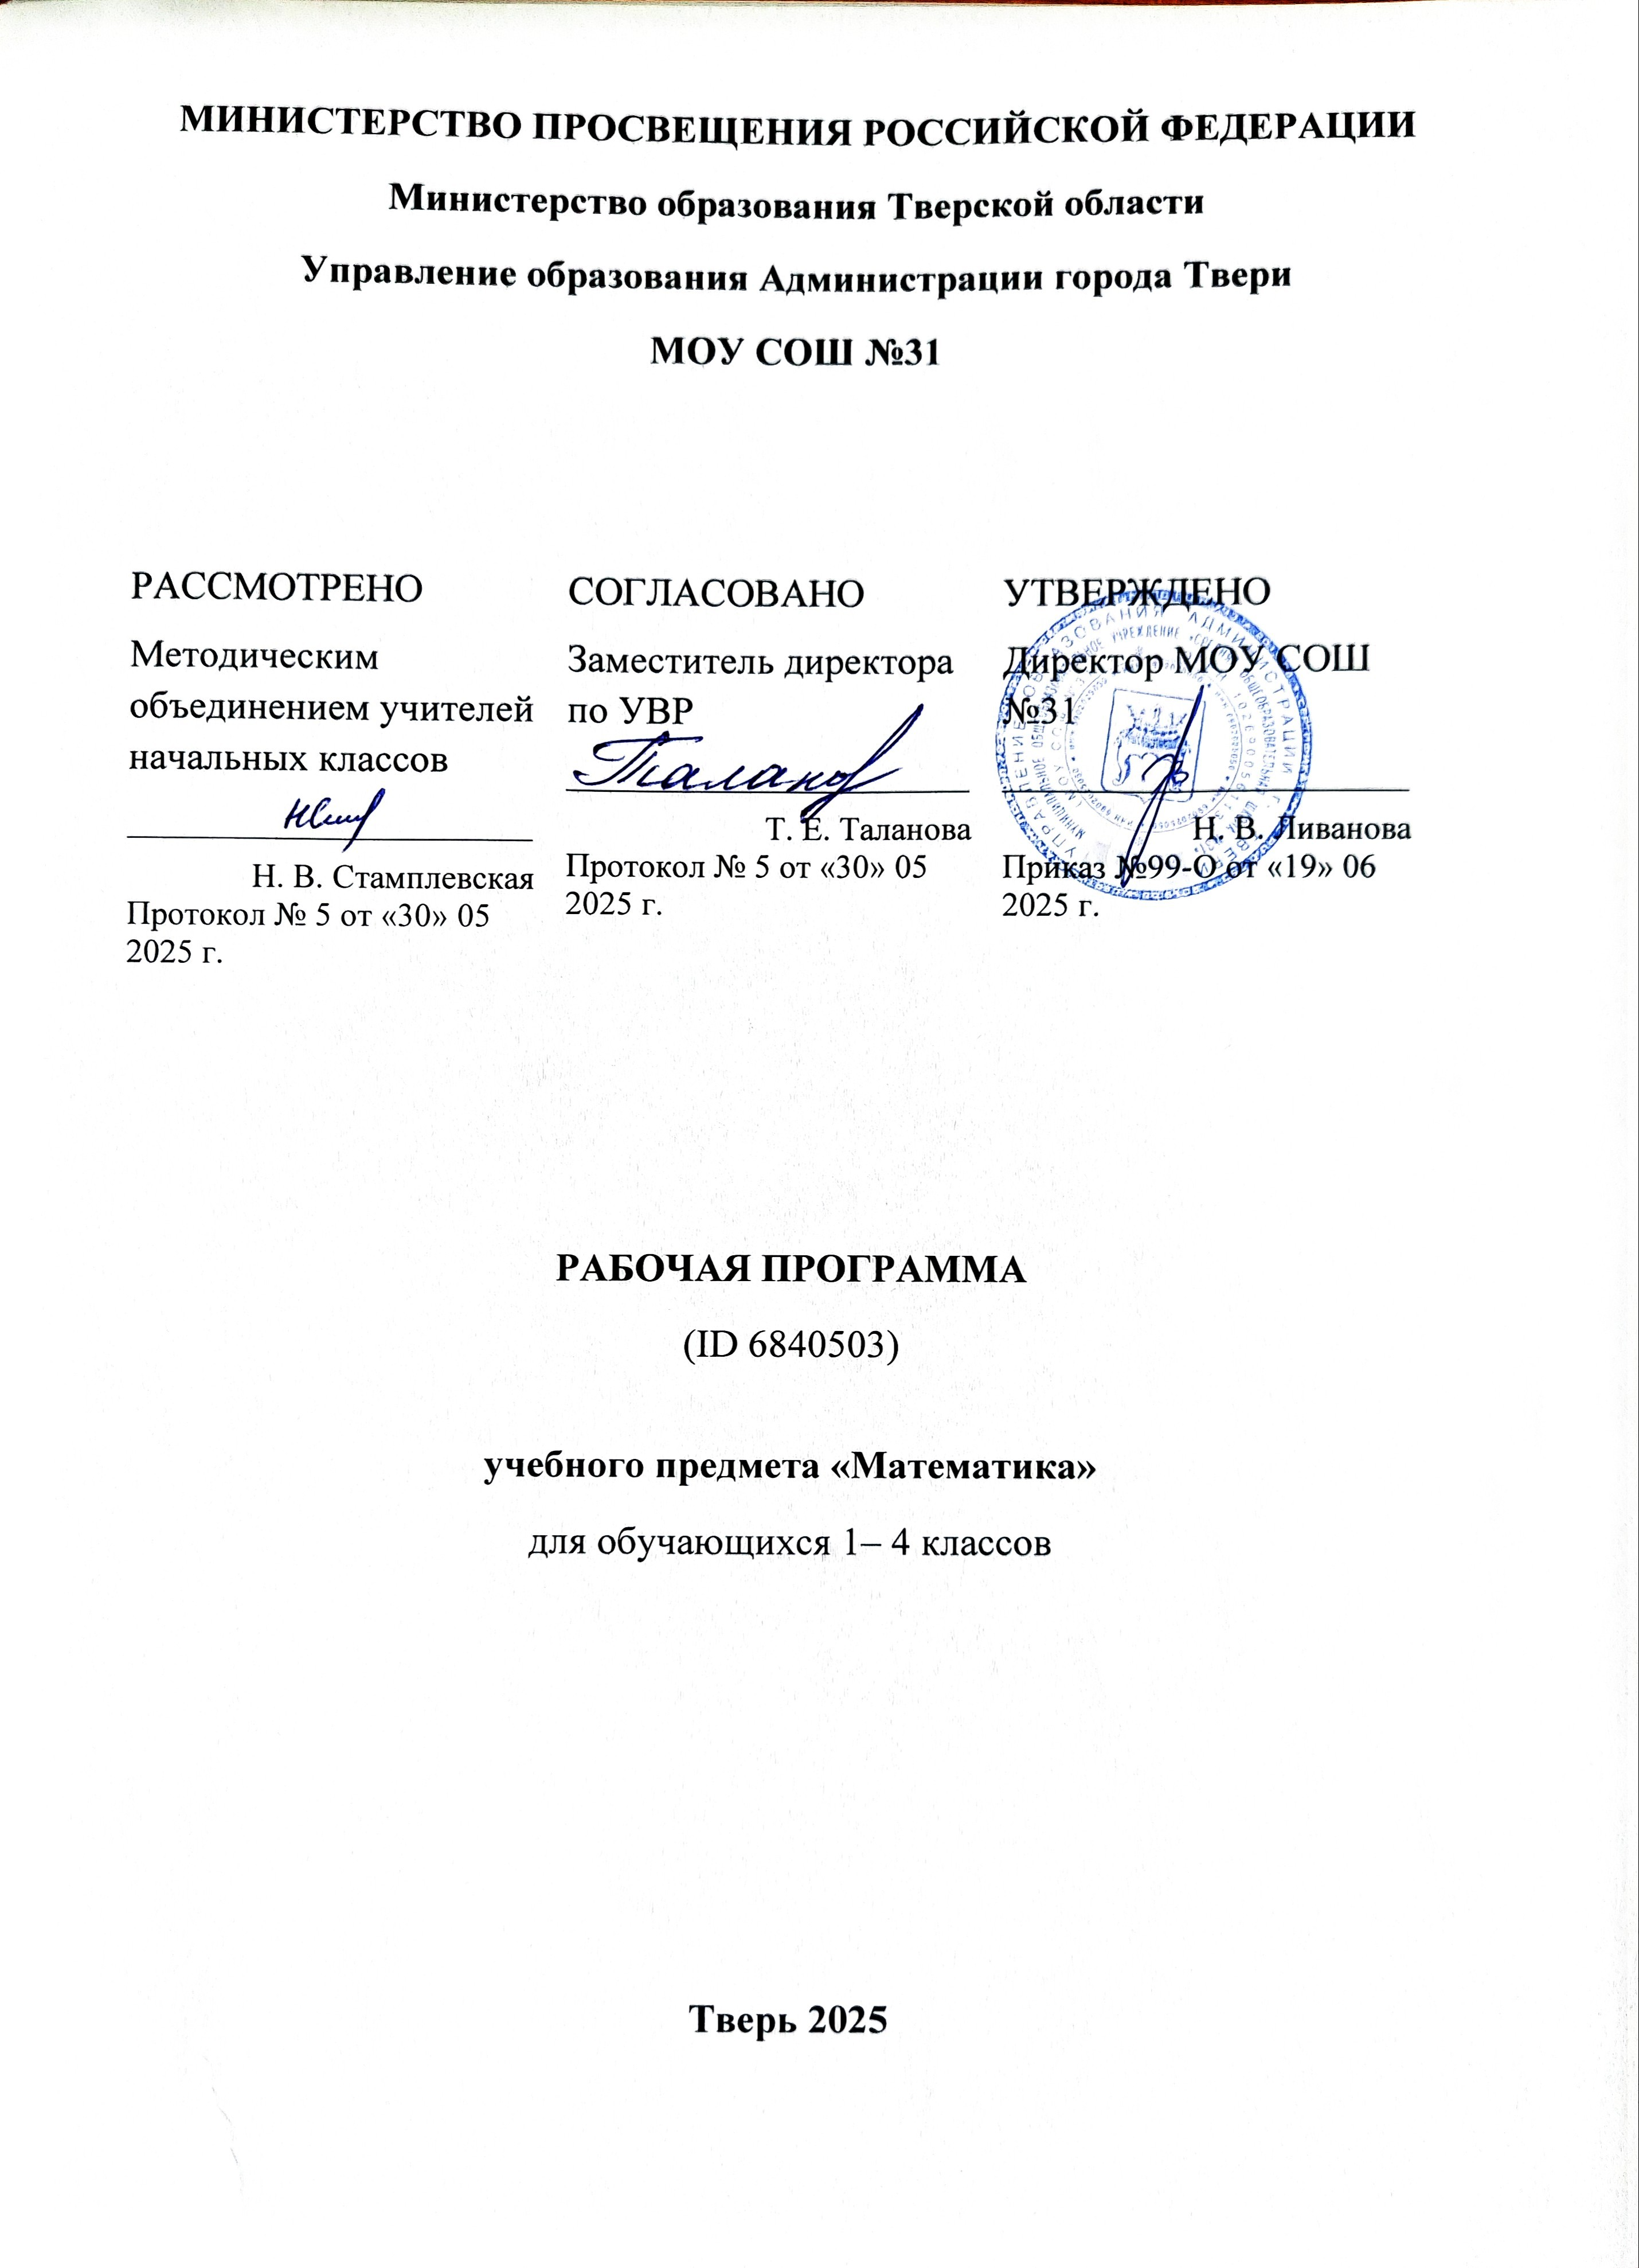 МИНИСТЕРСТВО ПРОСВЕЩЕНИЯ РОССИЙСКОЙ ФЕДЕРАЦИИ
Министерство образования Тверской области
Управление образования Администрации города Твери
МОУ СОШ №31
РАССМОТРЕНО
Методическим
объединением учителей
начальных классов
Н. В. Стамплевская
Протокол № 5 от «30» 05
2025 г.
СОГЛАСОВАНО
Заместитель директора
по УВР
Таланов
Т. Е. Таланова
Протокол № 5 от «30» 05
2025 г.
УТВЕРЖДЕНО
Директор МОУ СОШ
№31
Н. В. Ливанова
Приказ №99-О от «19» 06
2025 г.
РАБОЧАЯ ПРОГРАММА
(ID 6840503)
учебного предмета «Математика»
для обучающихся 1– 4 классов
Тверь 2025